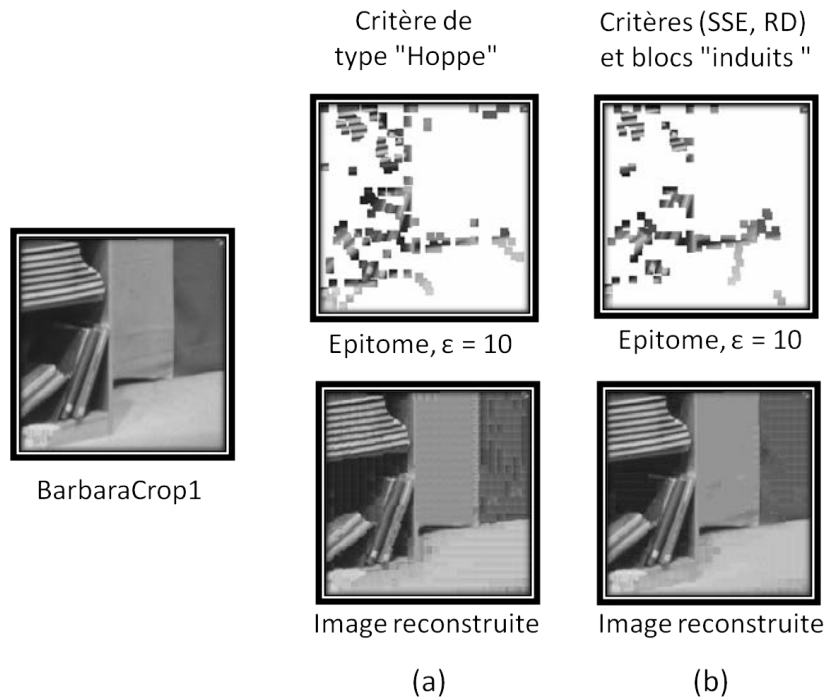 Critère de
type "Hoppe"
Critères (SSE, RD)
et blocs "induits "
Epitome, ε = 10
Epitome, ε = 10
BarbaraCrop1
Image reconstruite
Image reconstruite
(a)
(b)